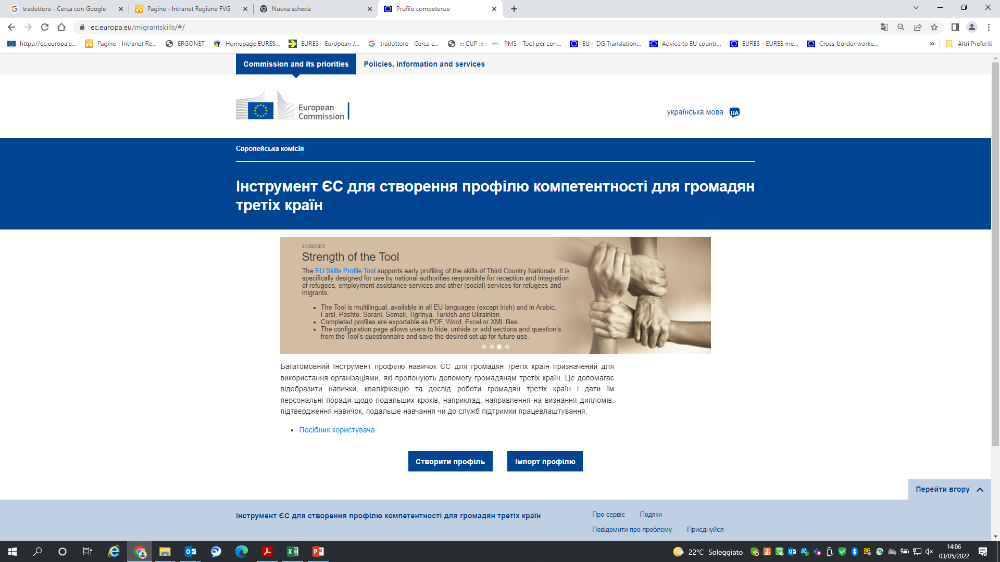 traduttore - Cerca con Google
Pagine - Intranet Regione FVG
Nuova scheda
Profilo competenze
ec.europa.eu/migrantskills/#/
https://ec.europa.e...
Pagine - Intranet Re...
ERGONET
Homepage EURES...
EURES - European J...
traduttore - Cerca c...
::: CUP :::
PMS - Tool per con...
EU – DG Translation...
Advice to EU countr...
EURES - EURES me...
Cross-border worke...
»
Altri Preferiti
Commission and its priorities
Policies, information and services
European
Commission
українська мова UA
Європейська комісія
Інструмент ЄС для створення профілю компетентності для громадян
третіх країн
31/03/2022
Strength of the Tool
The EU Skills Profile Tool supports early profiling of the skills of Third Country Nationals. It is
specifically designed for use by national authorities responsible for reception and integration
of refugees, employment assistance services and other (social) services for refugees and
migrants.
• The Tool is multilingual, available in all EU languages (except Irish) and in Arabic,
Farsi, Pashto, Sorani, Somali, Tigrinya, Turkish and Ukrainian.
• Completed profiles are exportable as PDF, Word, Excel or XML files.
• The configuration page allows users to hide, unhide or add sections and question's
from the Tool's questionnaire and save the desired set up for future use.
Багатомовний Інструмент профілю навичок ЄС для громадян третіх країн призначений для
використання організаціями, які пропонують допомогу громадянам третіх країн. Це допомагає
відобразити навички, кваліфікацію та досвід роботи громадян третіх країн і дати їм
персональні поради щодо подальших кроків, наприклад, направлення на визнання дипломів,
підтвердження навичок, подальше навчання чи до служб підтримки працевлаштування.
• Посібник користувача
Створити профіль
Імпорт профілю
Перейти вгору
Інструмент ЄС для створення профілю компетентності для громадян третіх країн
Про сервіс
Подяки
Повідомити про проблему
Приєднуйся
22°C Soleggiato
14:06
03/05/2022